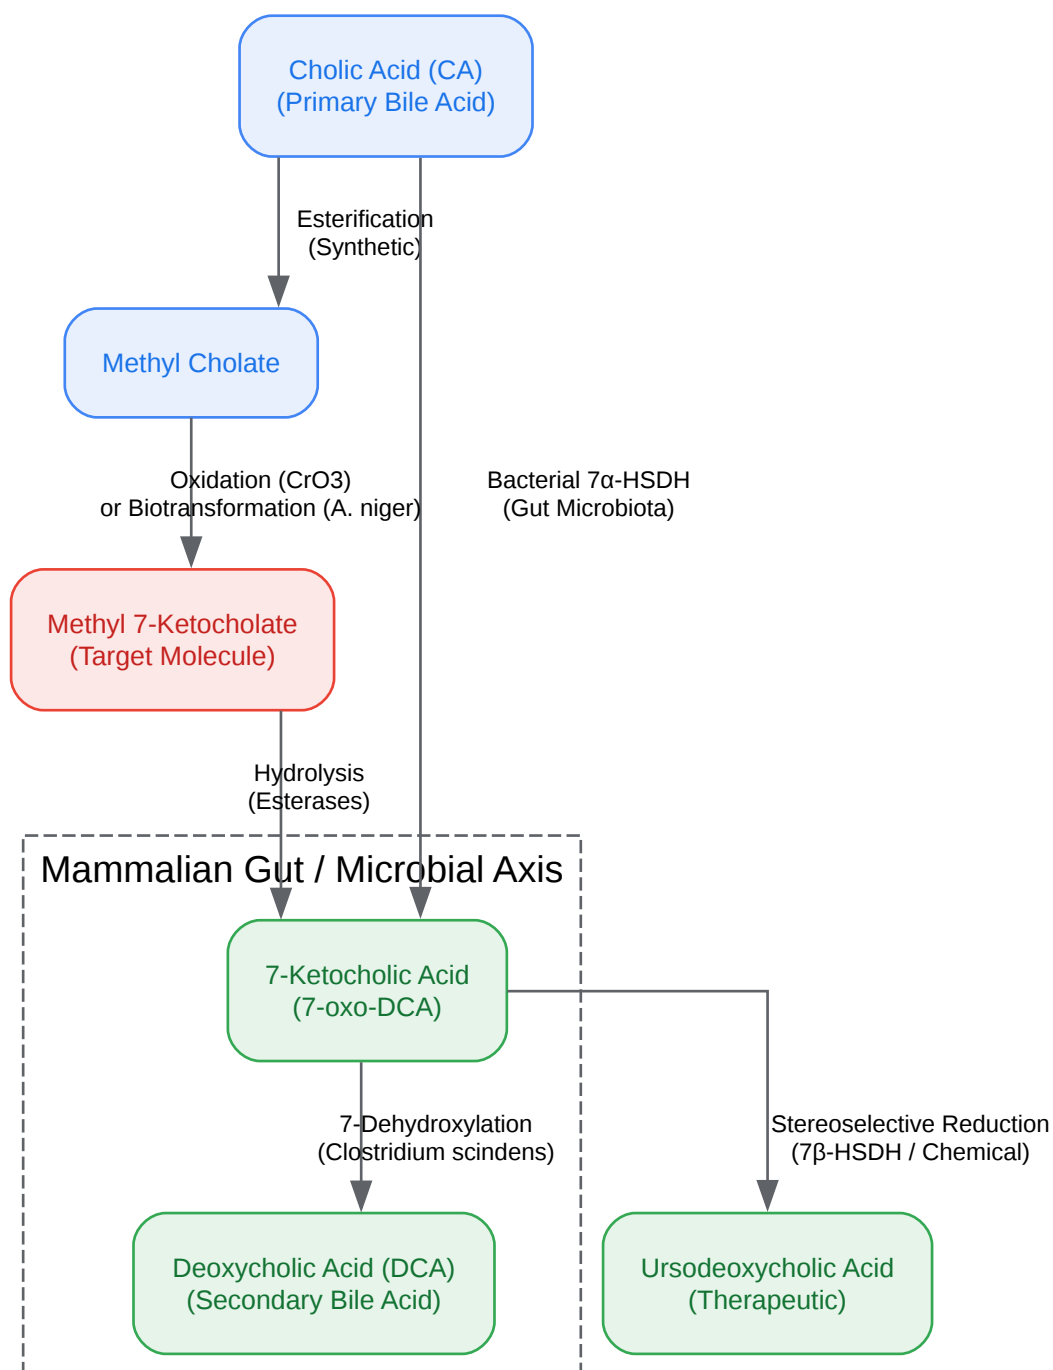 Cholic Acid (CA)
(Primary Bile Acid)
Esterification
(Synthetic)
Methyl Cholate
Oxidation (CrO3)
or Biotransformation (A. niger)
Bacterial 7α-HSDH
(Gut Microbiota)
Methyl 7-Ketocholate
(Target Molecule)
Hydrolysis
(Esterases)
Mammalian Gut / Microbial Axis
7-Ketocholic Acid
(7-oxo-DCA)
7-Dehydroxylation
(Clostridium scindens)
Stereoselective Reduction
(7β-HSDH / Chemical)
Deoxycholic Acid (DCA)
(Secondary Bile Acid)
Ursodeoxycholic Acid
(Therapeutic)